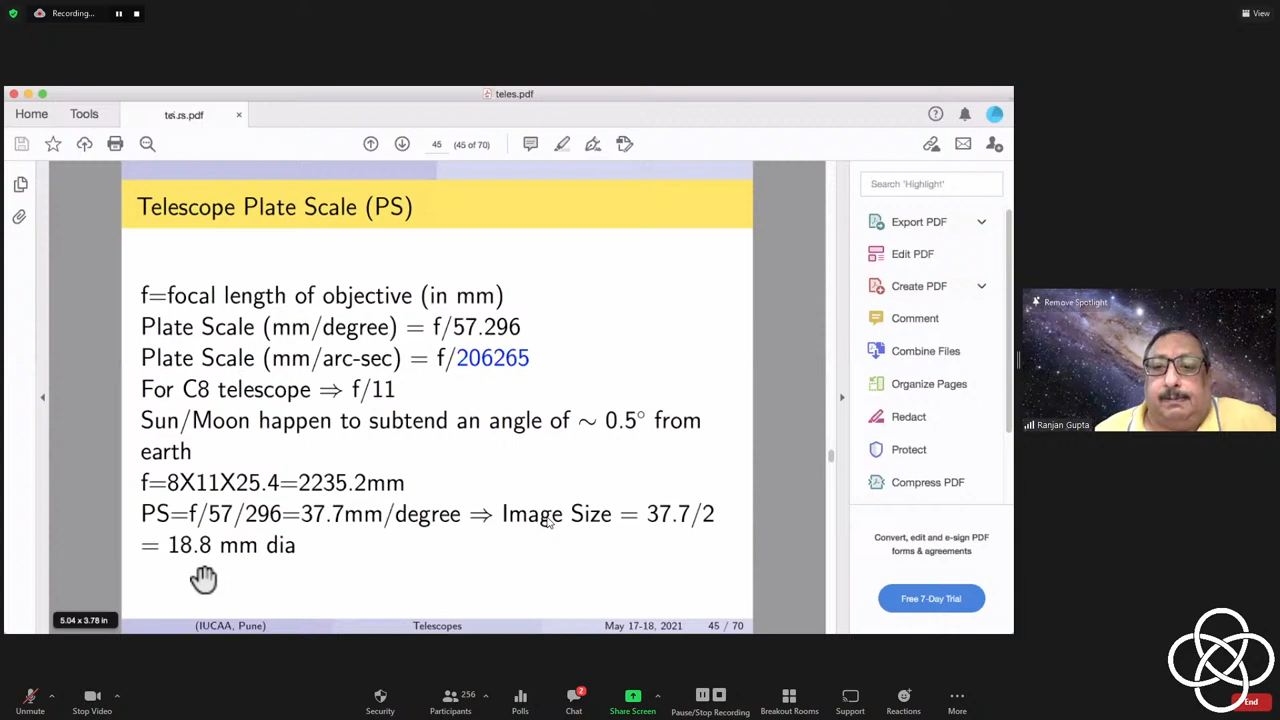 Recording...
View
teles.pdf
Home
Tools
teles.pdf
45
(45 of 70)
Telescope Plate Scale (PS)
f=focal length of objective (in mm)
Plate Scale (mm/degree) = f/57.296
Plate Scale (mm/arc-sec) = f/206265
For C8 telescope ⇒ f/11
Sun/Moon happen to subtend an angle of ∼ 0.5° from
earth
f=8X11X25.4=2235.2mm
PS=f/57/296=37.7mm/degree ⇒ Image Size = 37.7/2
= 18.8 mm dia
5.04 x 3.78 in
(IUCAA, Pune)
Telescopes
May 17-18, 2021
45 / 70
Search 'Highlight'
Export PDF
Edit PDF
Create PDF
Comment
Combine Files
Organize Pages
Redact
Protect
Compress PDF
Convert, edit and e-sign PDF
forms & agreements
Free 7-Day Trial
Remove Spotlight
Ranjan Gupta
Unmute
Stop Video
Security
256
Participants
Polls
2
Chat
Share Screen
Pause/Stop Recording
Breakout Rooms
Support
Reactions
More
End